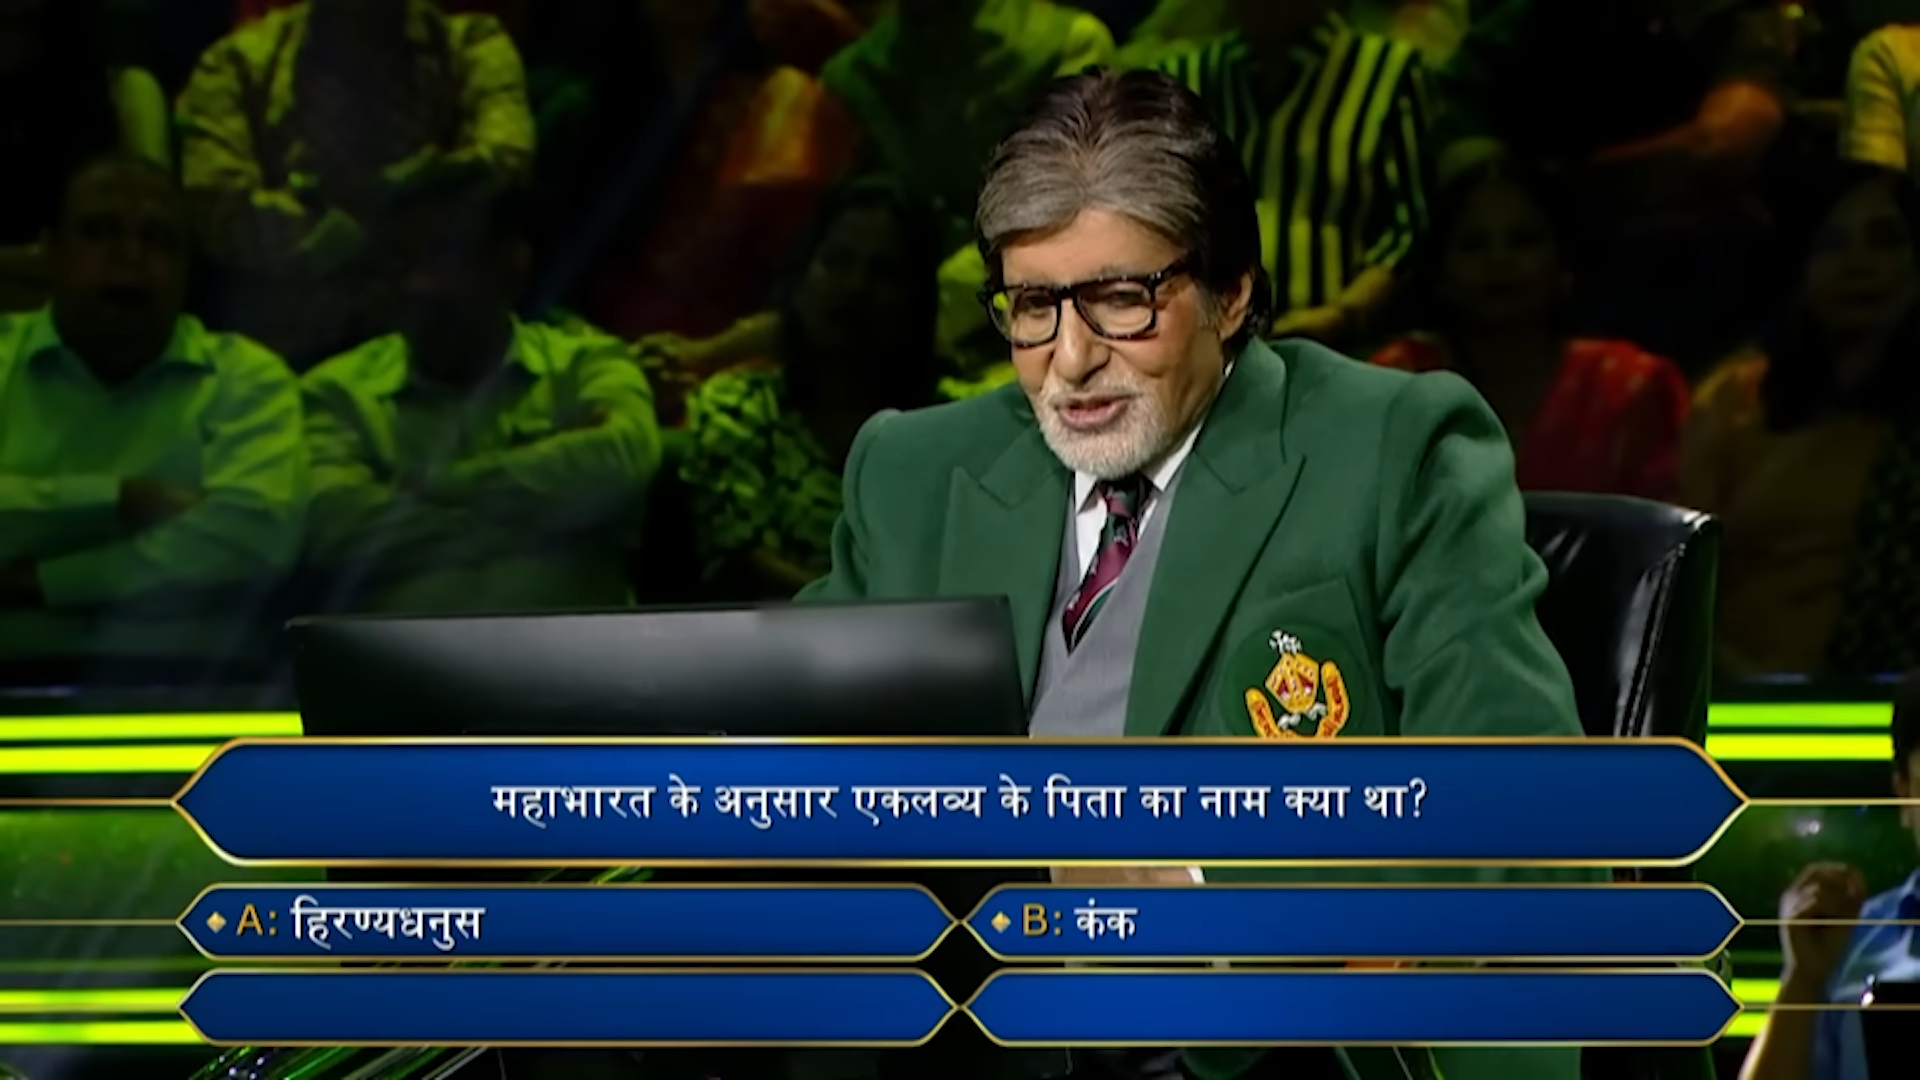 महाभारत के अनुसार एकलव्य के पिता का नाम क्या था?
A: हिरण्यधनुस
B: कंक